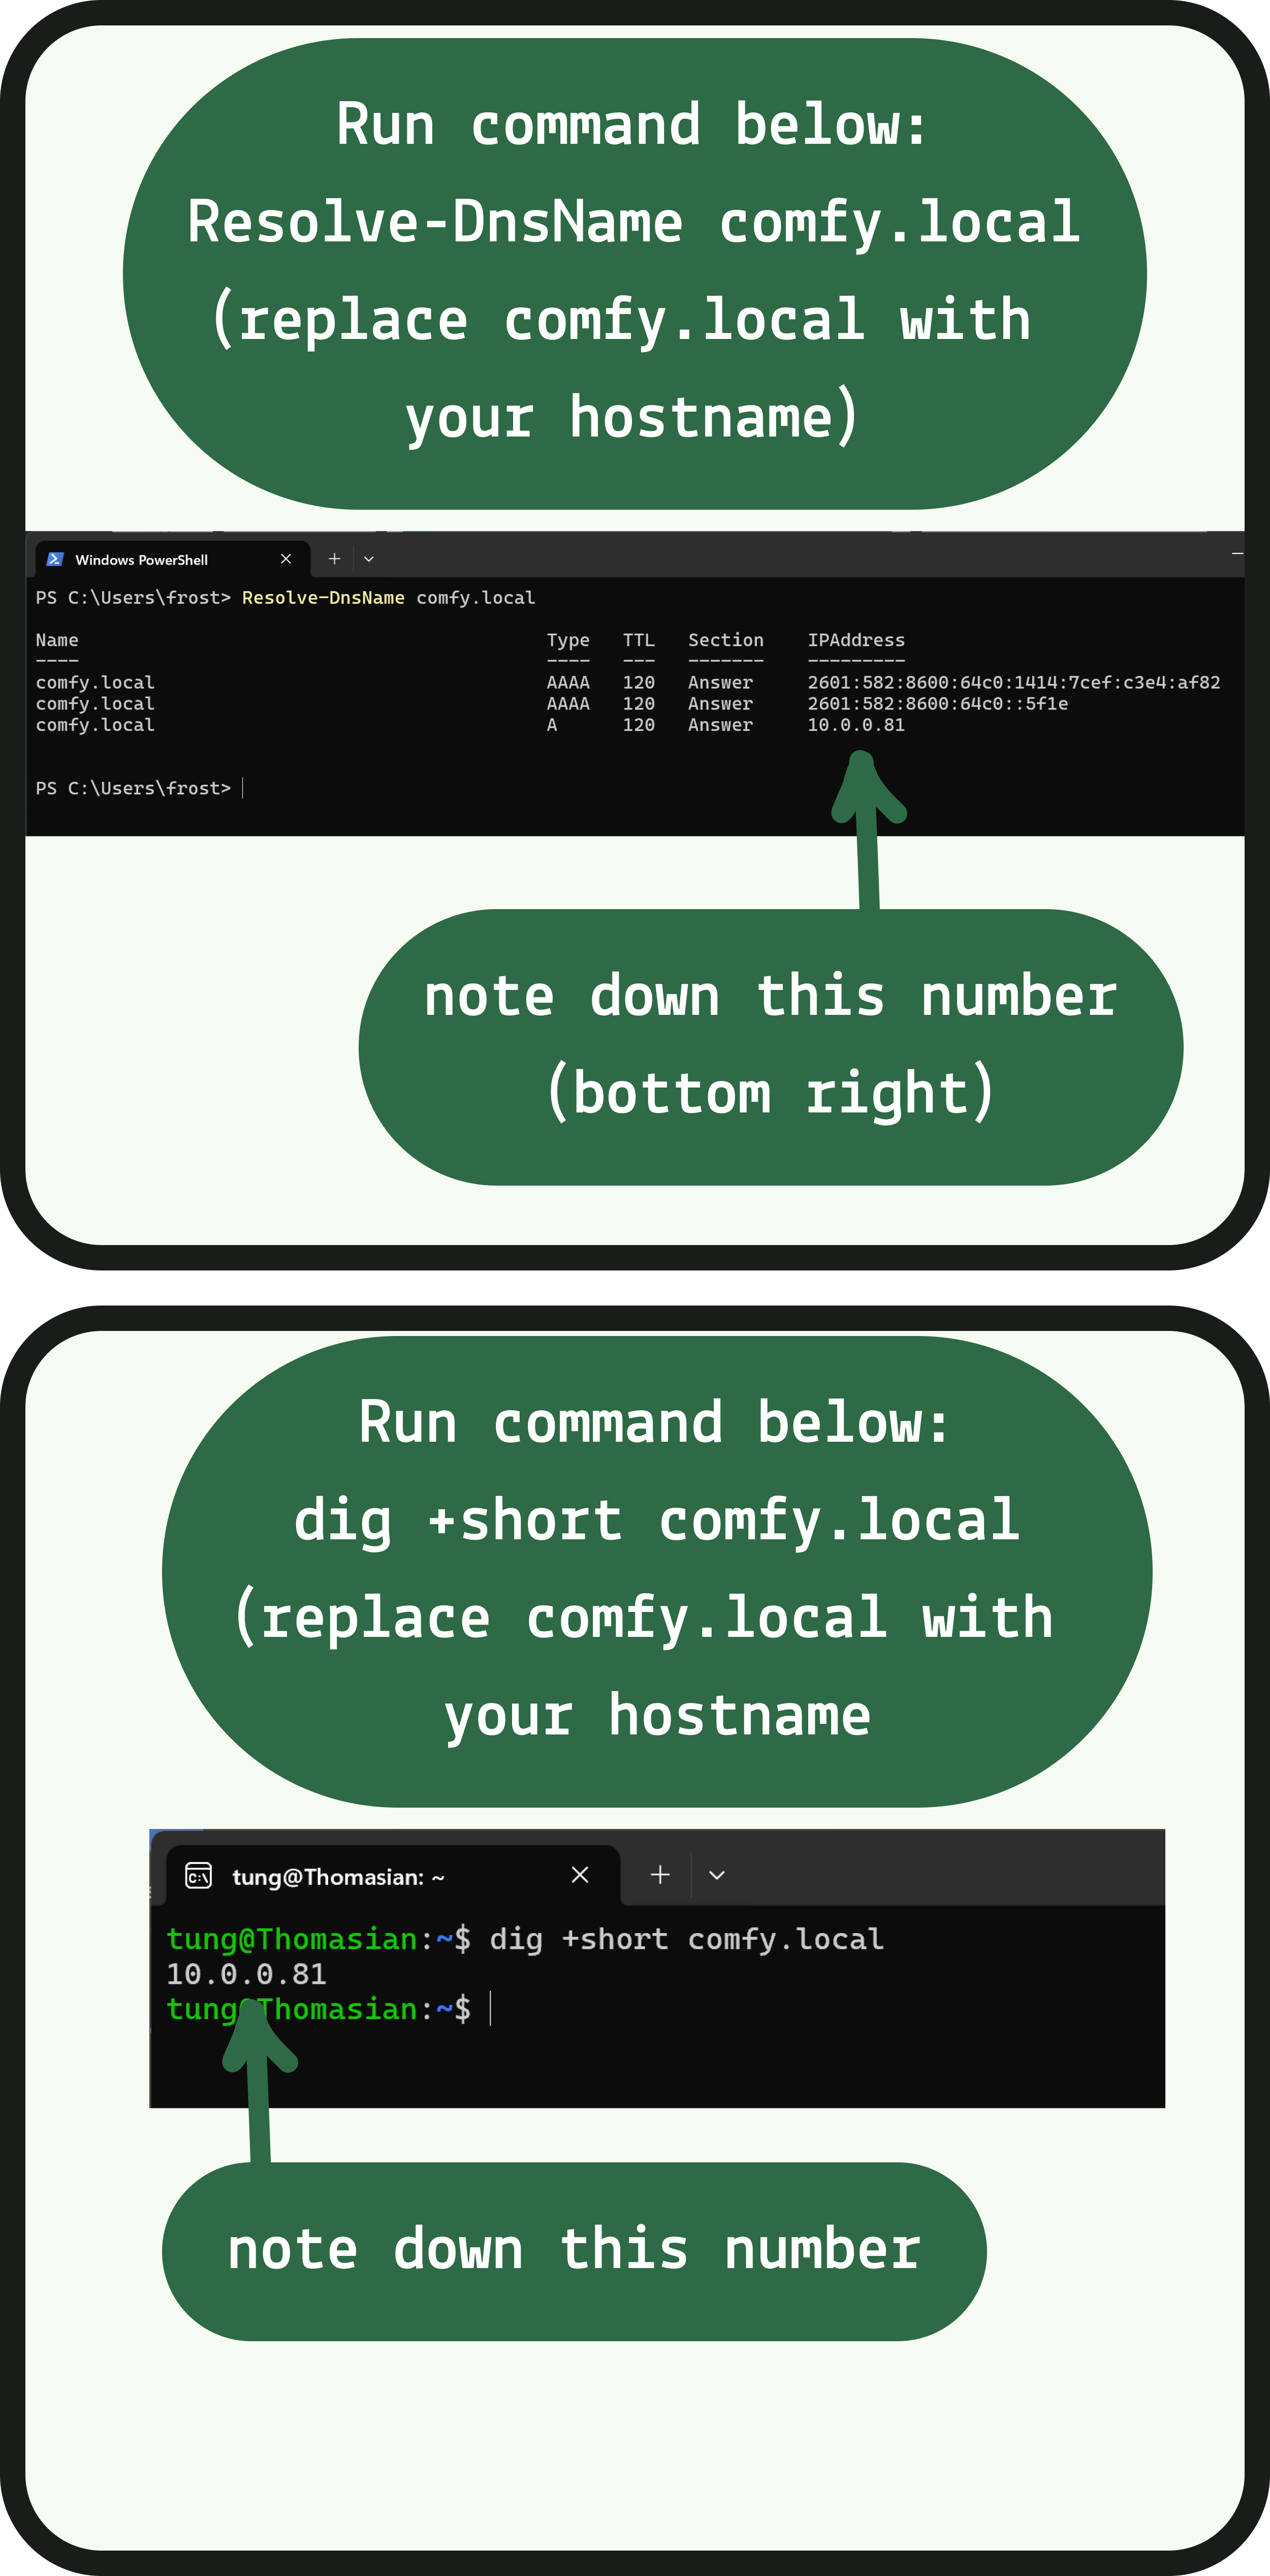 Run command below:
Resolve-DnsName comfy.local
(replace comfy.local with
your hostname)
Windows PowerShell
PS C:\Users\frost> Resolve-DnsName comfy.local
Name Type TTL Section IPAddress
---- ---- --- ------- ---------
comfy.local AAAA 120 Answer 2601:582:8600:64c0:1414:7cef:c3e4:af82
comfy.local AAAA 120 Answer 2601:582:8600:64c0::5f1e
comfy.local A 120 Answer 10.0.0.81
PS C:\Users\frost>
note down this number
(bottom right)
Run command below:
dig +short comfy.local
(replace comfy.local with
your hostname
tung@Thomasian: ~
tung@Thomasian:~$ dig +short comfy.local
10.0.0.81
tung@Thomasian:~$
note down this number